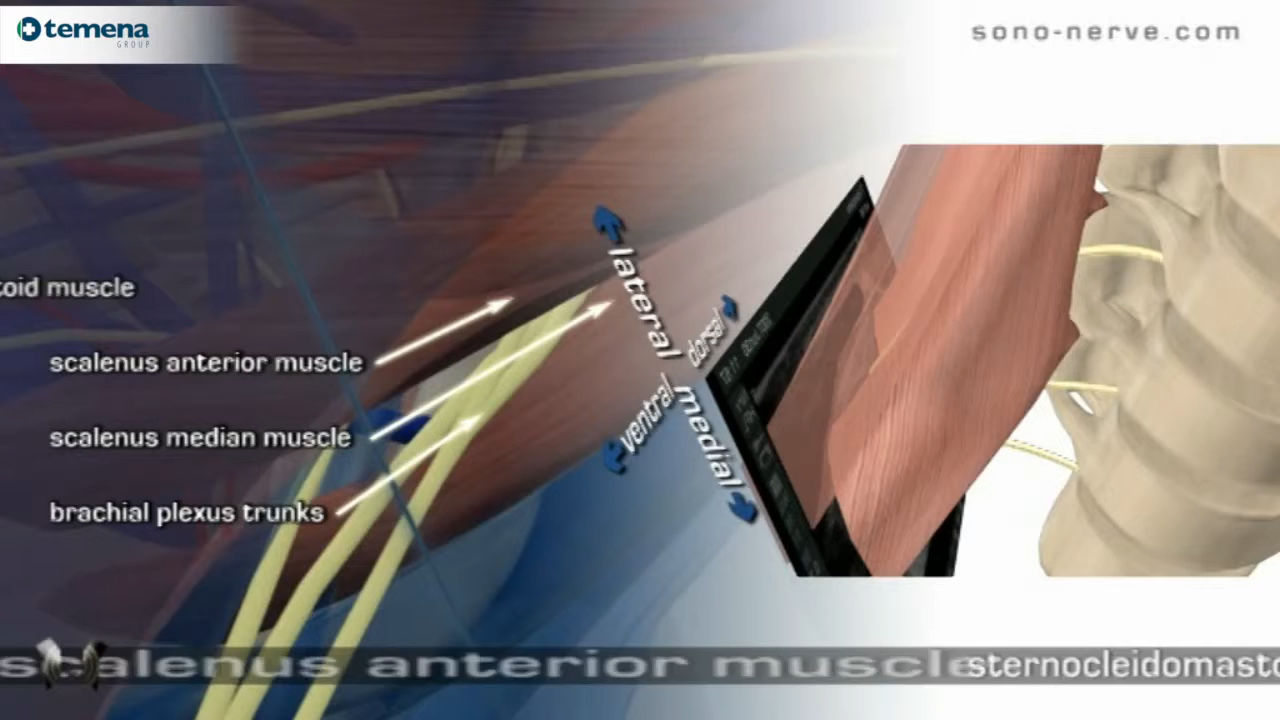 temena
GROUP
sono-nerve.com
toid muscle
scalenus anterior muscle
scalenus median muscle
brachial plexus trunks
lateral
dorsal
ventral
medial
scalenus anterior muscle
sternocleidomasto